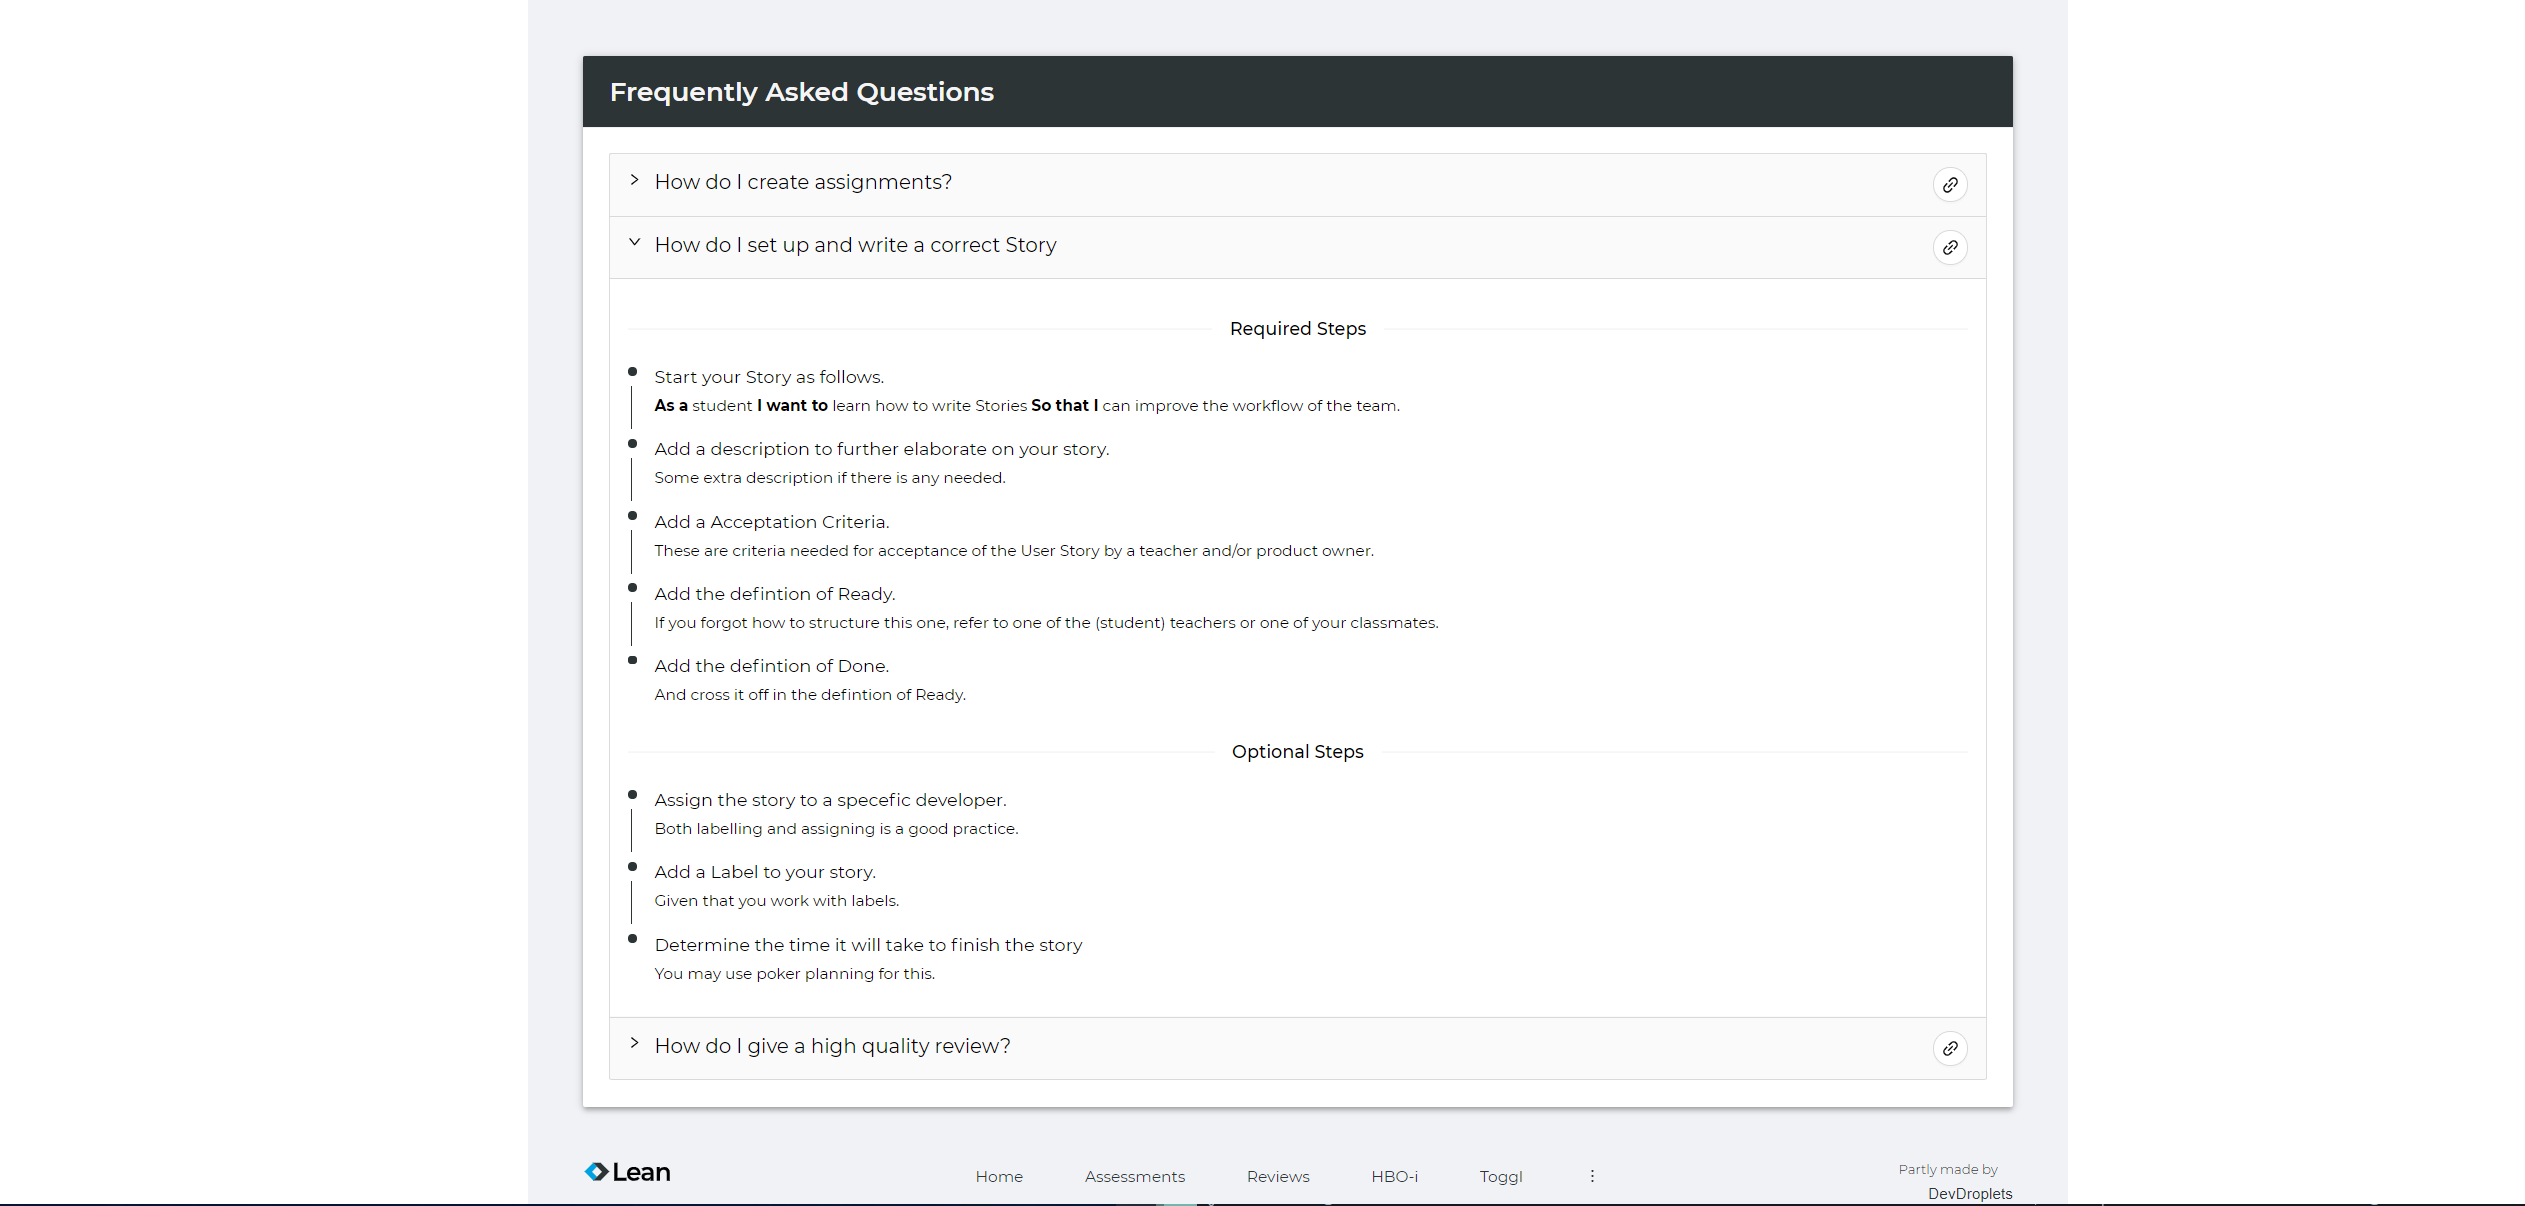 Frequently Asked Questions
How do I create assignments?
How do I set up and write a correct Story
Required Steps
Start your Story as follows.
As a student I want to learn how to write Stories So that I can improve the workflow of the team.
Add a description to further elaborate on your story.
Some extra description if there is any needed.
Add a Acceptation Criteria.
These are criteria needed for acceptance of the User Story by a teacher and/or product owner.
Add the defintion of Ready.
If you forgot how to structure this one, refer to one of the (student) teachers or one of your classmates.
Add the defintion of Done.
And cross it off in the defintion of Ready.
Optional Steps
Assign the story to a specefic developer.
Both labelling and assigning is a good practice.
Add a Label to your story.
Given that you work with labels.
Determine the time it will take to finish the story
You may use poker planning for this.
How do I give a high quality review?
Lean
Home Assessments Reviews HBO-i Toggl
Partly made by
DevDroplets